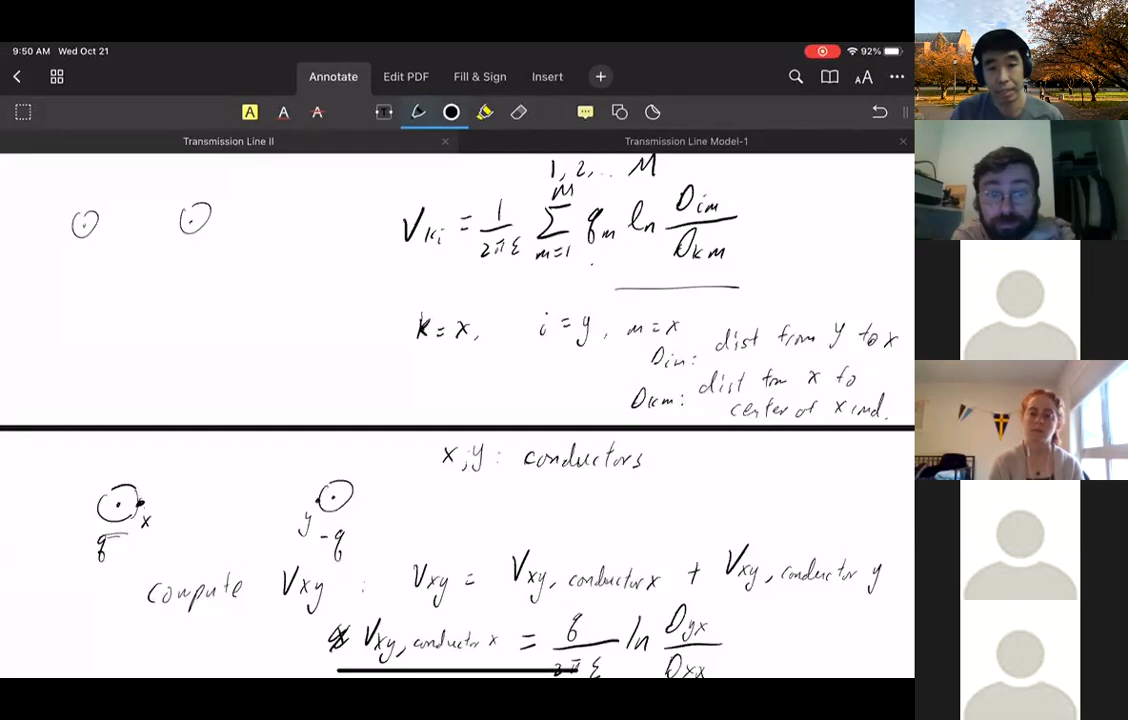 9:50 AM Wed Oct 21
92%
Annotate
Edit PDF
Fill & Sign
Insert
Transmission Line II
Transmission Line Model-1
1, 2, ... M
V_ki = 1/(2πε) Σ_{m=1}^{M} q_m ln D_im/D_km
k = x, i = y, m = x
D_im: dist from y to x
D_km: dist fom x to
center of x cond.
x, y : conductors
x
y
q
-q
compute V_xy : V_xy = V_xy, conductor x + V_xy, conductor y
V_xy, conductor x = q/(2πε) ln D_yx/D_xx